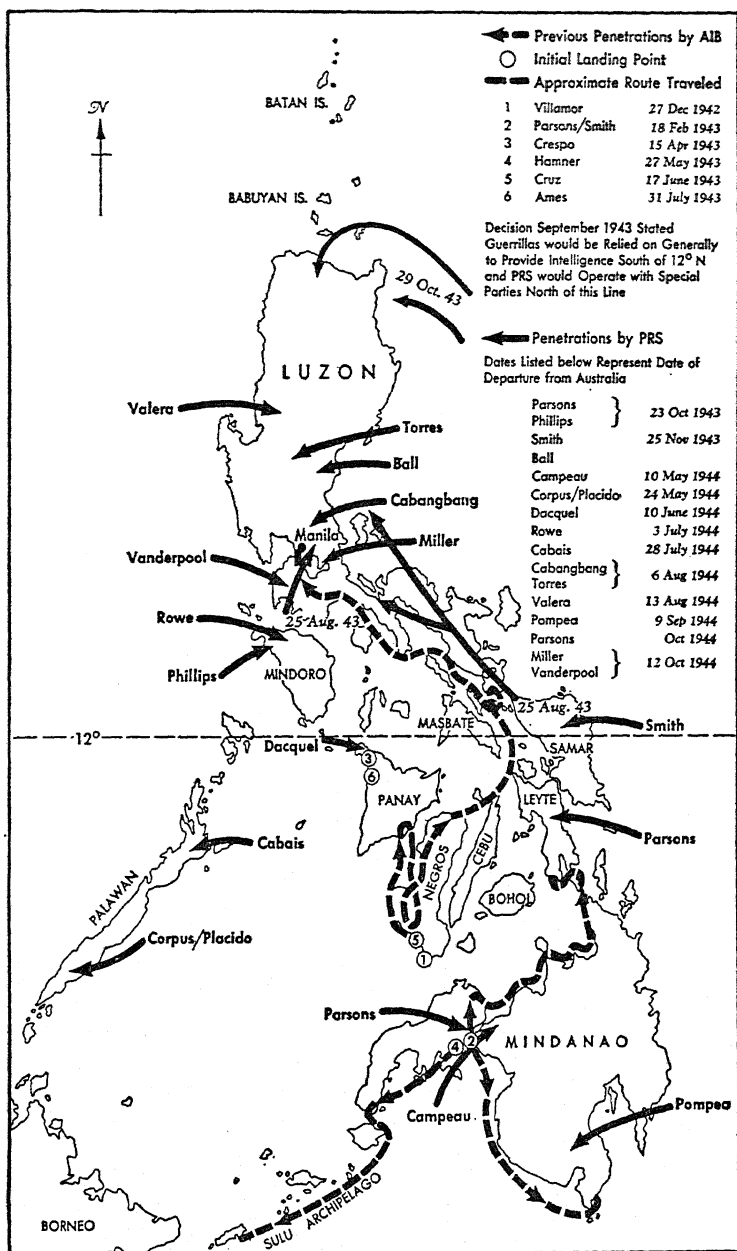 Previous Penetrations by AIB
Initial Landing Point
Approximate Route Traveled
1 Villamor 27 Dec 1942
2 Parsons/Smith 18 Feb 1943
3 Crespo 15 Apr 1943
4 Hamner 27 May 1943
5 Cruz 17 June 1943
6 Ames 31 July 1943
Decision September 1943 Stated
Guerrillas would be Relied on Generally
to Provide Intelligence South of 12° N
and PRS would Operate with Special
Parties North of this Line
Penetrations by PRS
Dates Listed below Represent Date of
Departure from Australia
Parsons
Phillips } 23 Oct 1943
Smith 25 Nov 1943
Ball
Campeau 10 May 1944
Corpus/Placido 24 May 1944
Dacquel 10 June 1944
Rowe 3 July 1944
Cabais 28 July 1944
Cabangbang
Torres } 6 Aug 1944
Valera 13 Aug 1944
Pompea 9 Sep 1944
Parsons Oct 1944
Miller
Vanderpool } 12 Oct 1944
N
BATAN IS.
BABUYAN IS.
29 Oct. 43
LUZON
Valera
Torres
Ball
Cabangbang
Manila
Miller
Vanderpool
Rowe
25 Aug. 43
Phillips
MINDORO
25 Aug. 43
MASBATE
Smith
SAMAR
12°
Dacquel
3
6
PANAY
LEYTE
Parsons
Cabais
NEGROS
CEBU
BOHOL
PALAWAN
5
1
Corpus/Placido
Parsons
4
2
MINDANAO
Campeau
Pompea
SULU ARCHIPELAGO
BORNEO